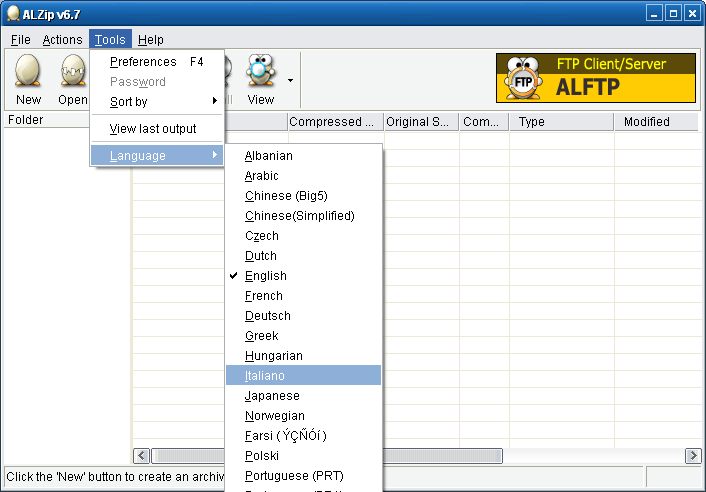 ALZip v6.7
File Actions Tools Help
New Open View
FTP Client/Server
FTP ALFTP
Preferences F4
Password
Sort by
View last output
Language
Folder Compressed ... Original S... Com... Type Modified
Albanian
Arabic
Chinese (Big5)
Chinese(Simplified)
Czech
Dutch
English
French
Deutsch
Greek
Hungarian
Italiano
Japanese
Norwegian
Farsi ( ÝÇÑÓí )
Polski
Portuguese (PRT)
Click the 'New' button to create an archiv